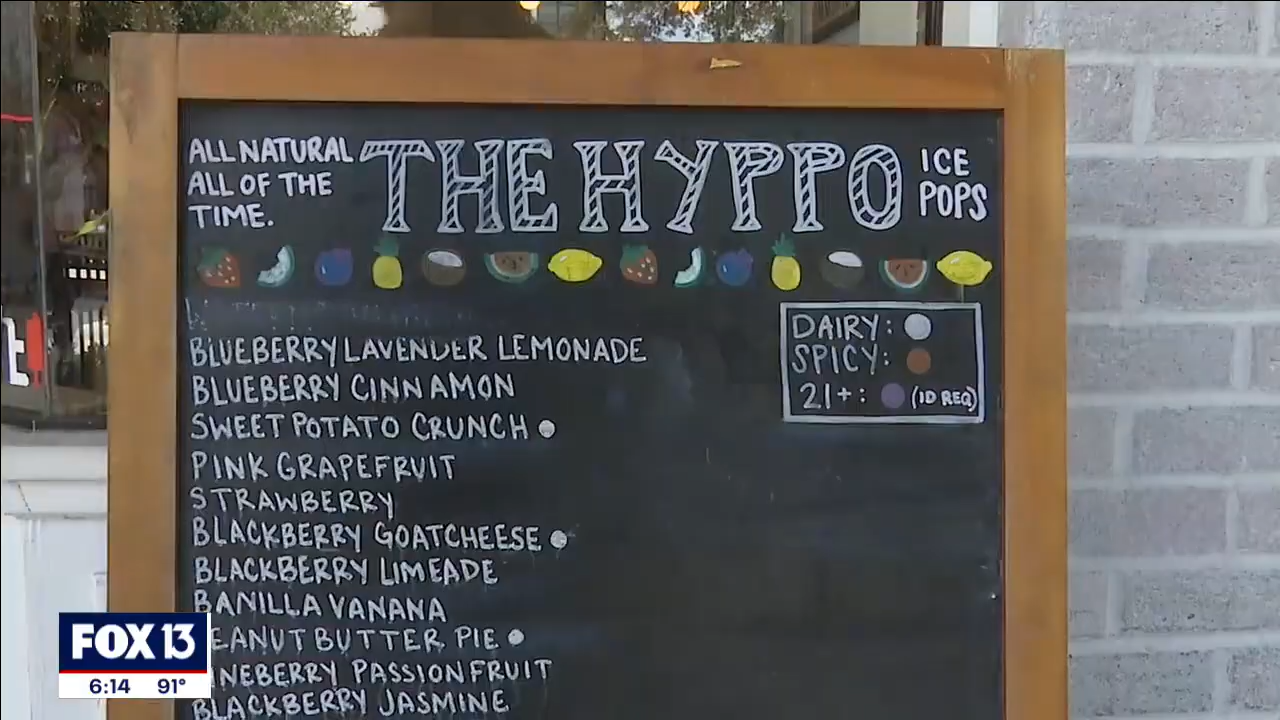 ALL NATURAL
ALL OF THE
TIME.
THE HYPPO
ICE
POPS
DAIRY:
SPICY:
21+: (ID REQ)
BLUEBERRY LAVENDER LEMONADE
BLUEBERRY CINNAMON
SWEET POTATO CRUNCH
PINK GRAPEFRUIT
STRAWBERRY
BLACKBERRY GOATCHEESE
BLACKBERRY LIMEADE
BANILLA VANANA
EANUT BUTTER PIE
INEBERRY PASSIONFRUIT
BLACKBERRY JASMINE
FOX 13
6:14 91°